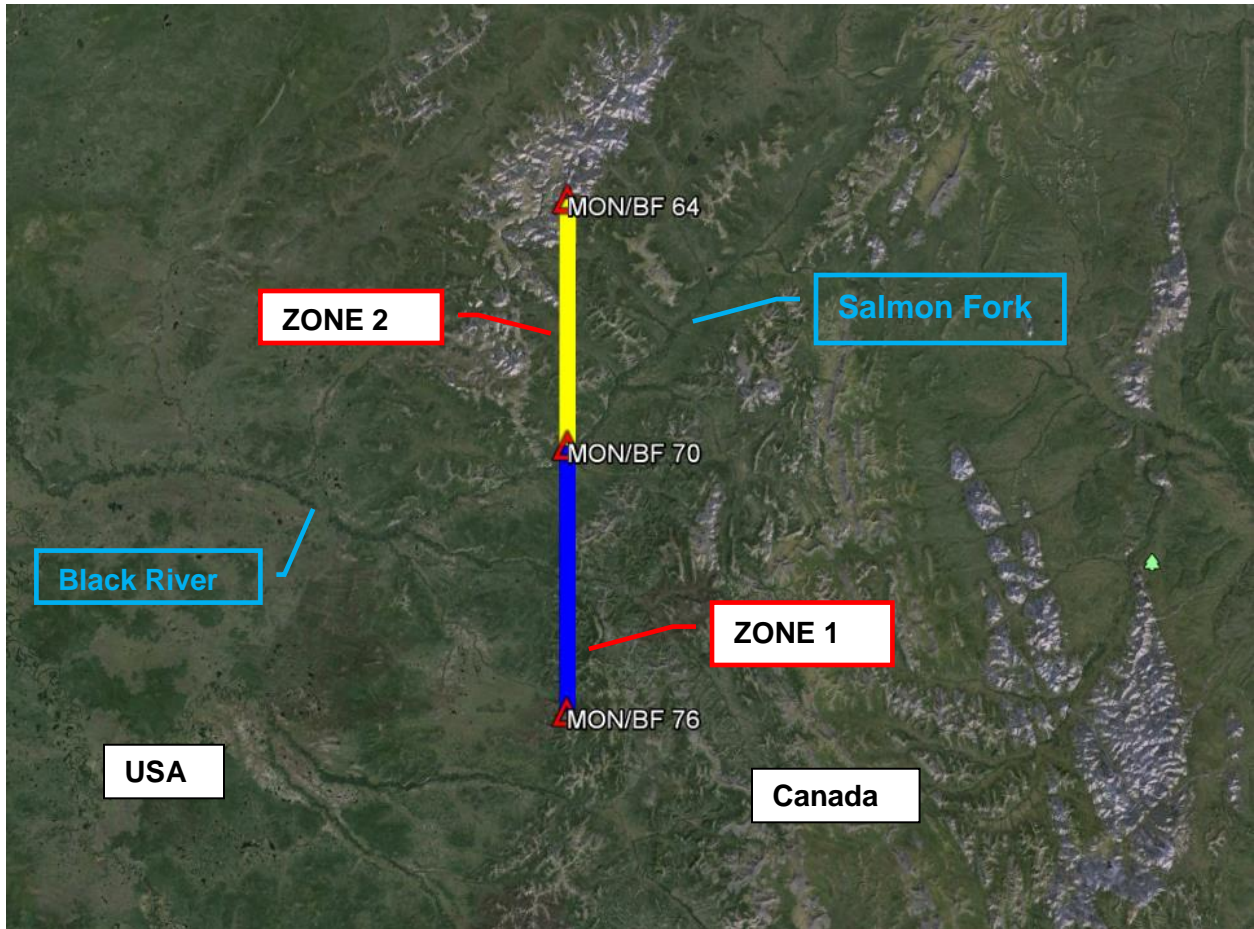 MON/BF 64
ZONE 2
Salmon Fork
MON/BF 70
Black River
ZONE 1
MON/BF 76
USA
Canada